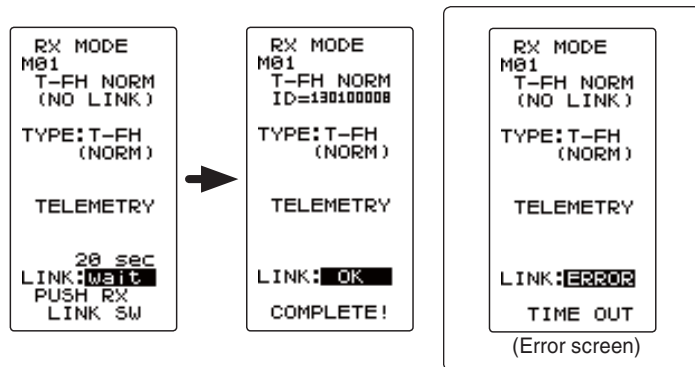 RX MODE
M01
T-FH NORM
(NO LINK)
TYPE:T-FH
(NORM)
TELEMETRY
20 sec
LINK:wait
PUSH RX
LINK SW
RX MODE
M01
T-FH NORM
ID=130100008
TYPE:T-FH
(NORM)
TELEMETRY
LINK: OK
COMPLETE!
RX MODE
M01
T-FH NORM
(NO LINK)
TYPE:T-FH
(NORM)
TELEMETRY
LINK:ERROR
TIME OUT
(Error screen)